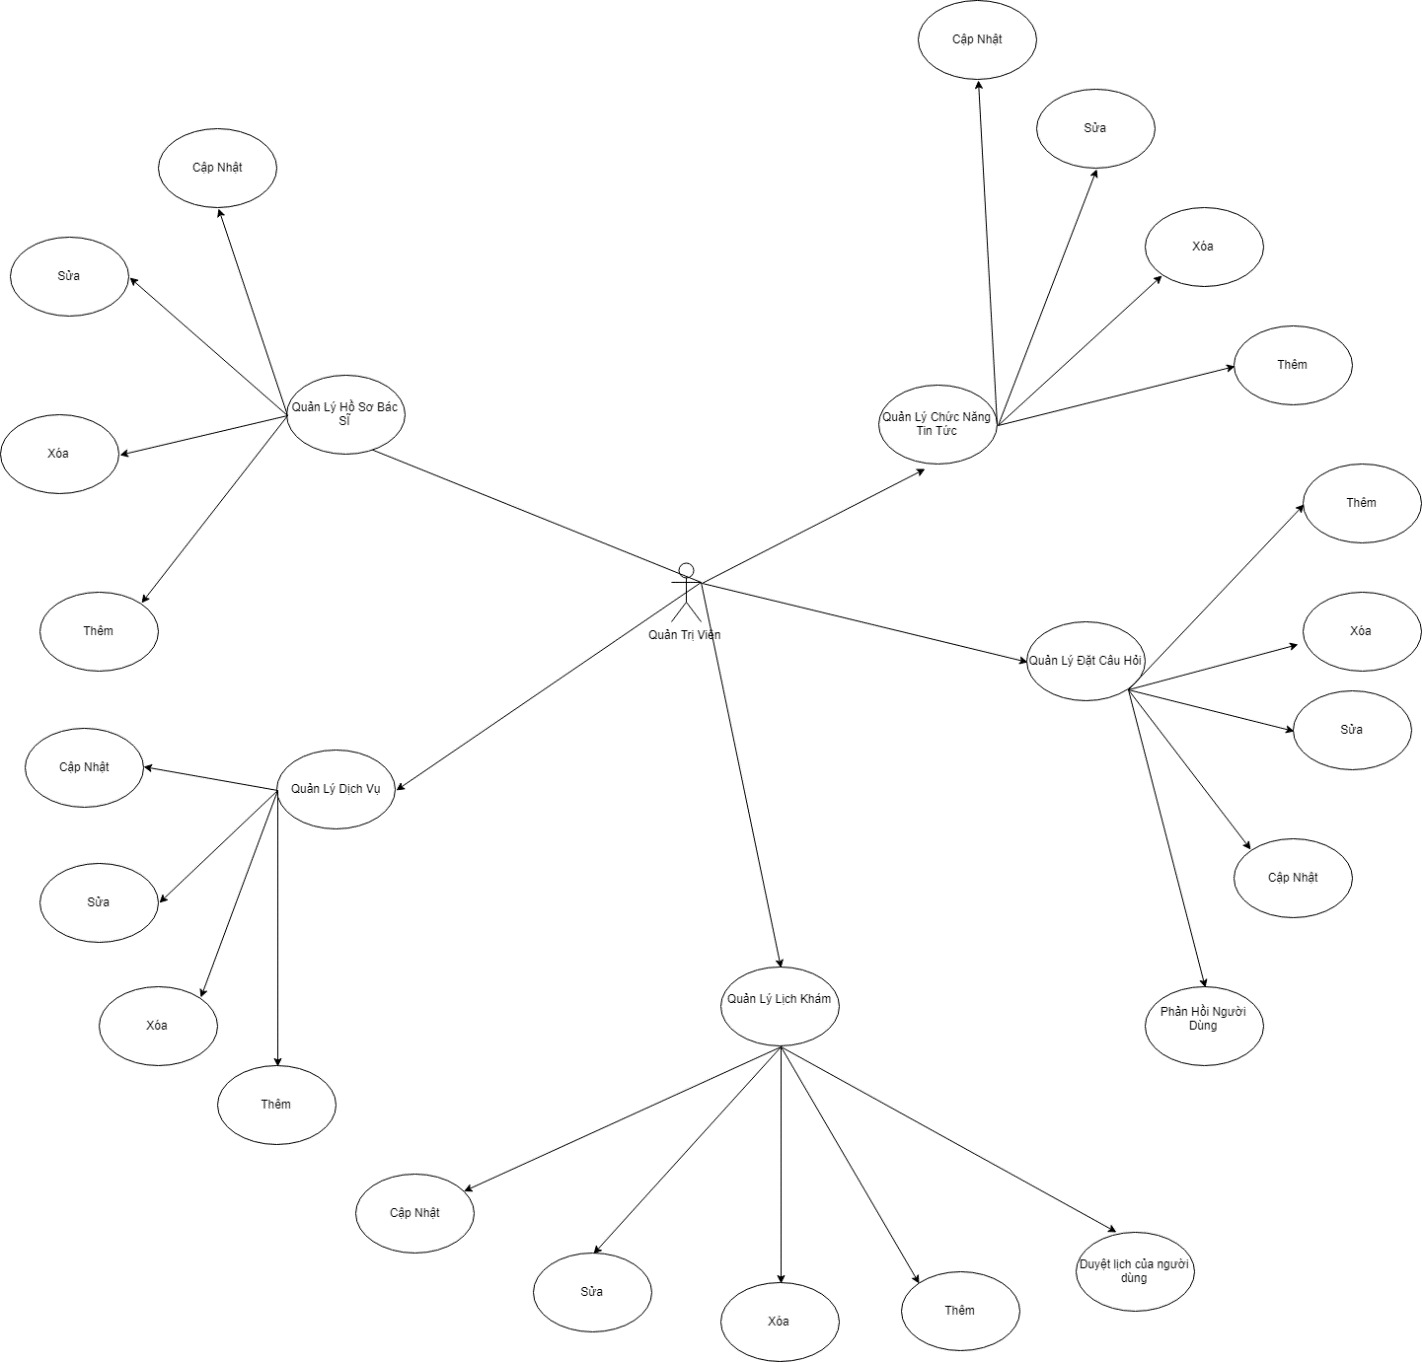 Cập Nhật
Sửa
Cập Nhật
Xóa
Sửa
Thêm
Quản Lý Hồ Sơ Bác
Sĩ
Quản Lý Chức Năng
Tin Tức
Xóa
Thêm
Quản Trị Viên
Thêm
Xóa
Quản Lý Đặt Câu Hỏi
Sửa
Cập Nhật
Quản Lý Dịch Vụ
Cập Nhật
Sửa
Quản Lý Lịch Khám
Phản Hồi Người
Dùng
Xóa
Thêm
Cập Nhật
Duyệt lịch của người
dùng
Sửa
Thêm
Xóa